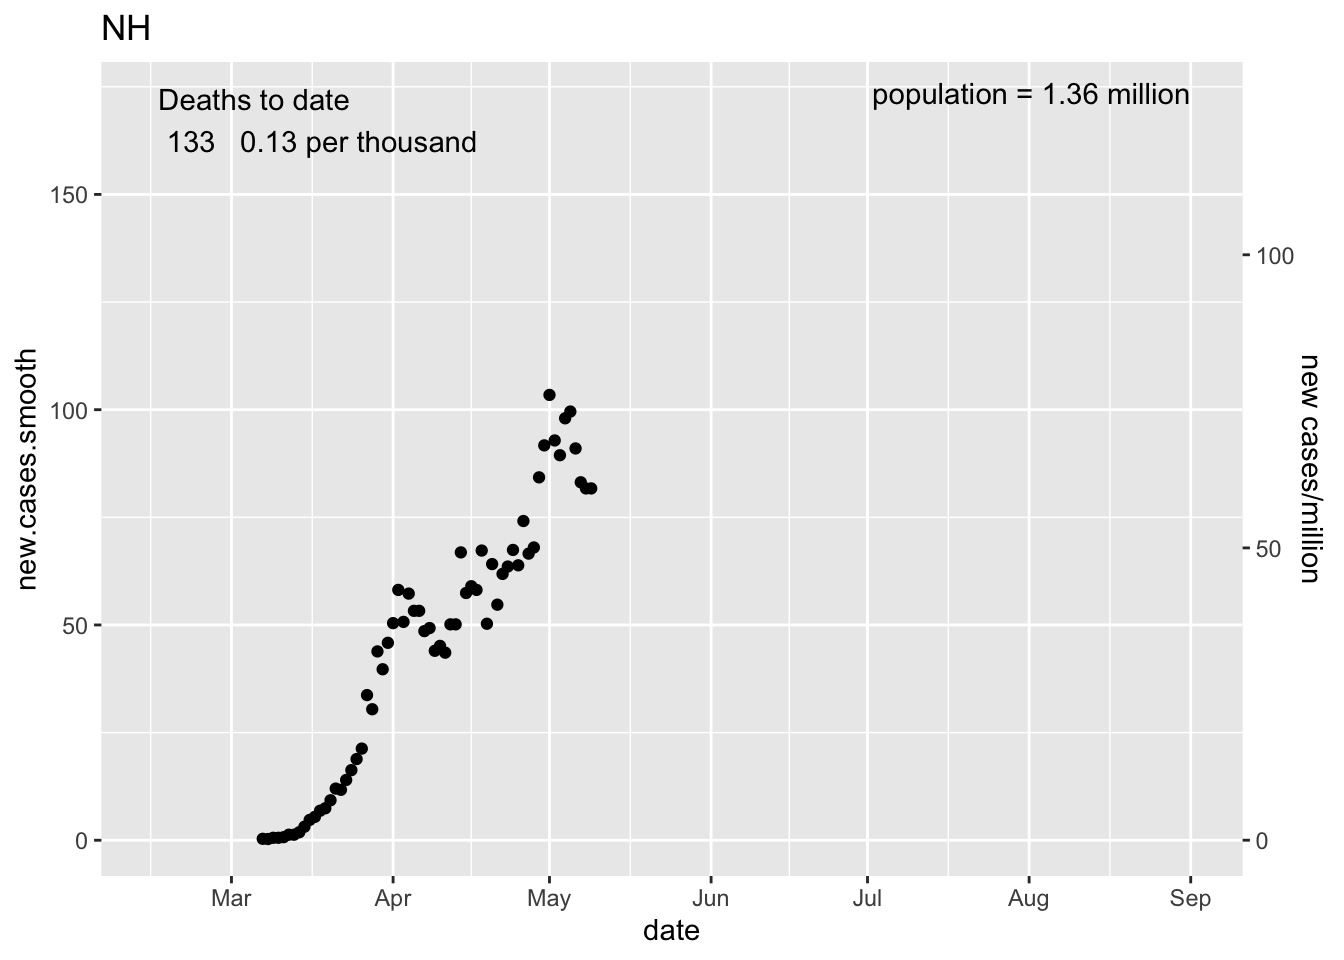 NH
Deaths to date
133 0.13 per thousand
population = 1.36 million
150
100
50
0
new.cases.smooth
100
50
0
new cases/million
Mar Apr May Jun Jul Aug Sep
date